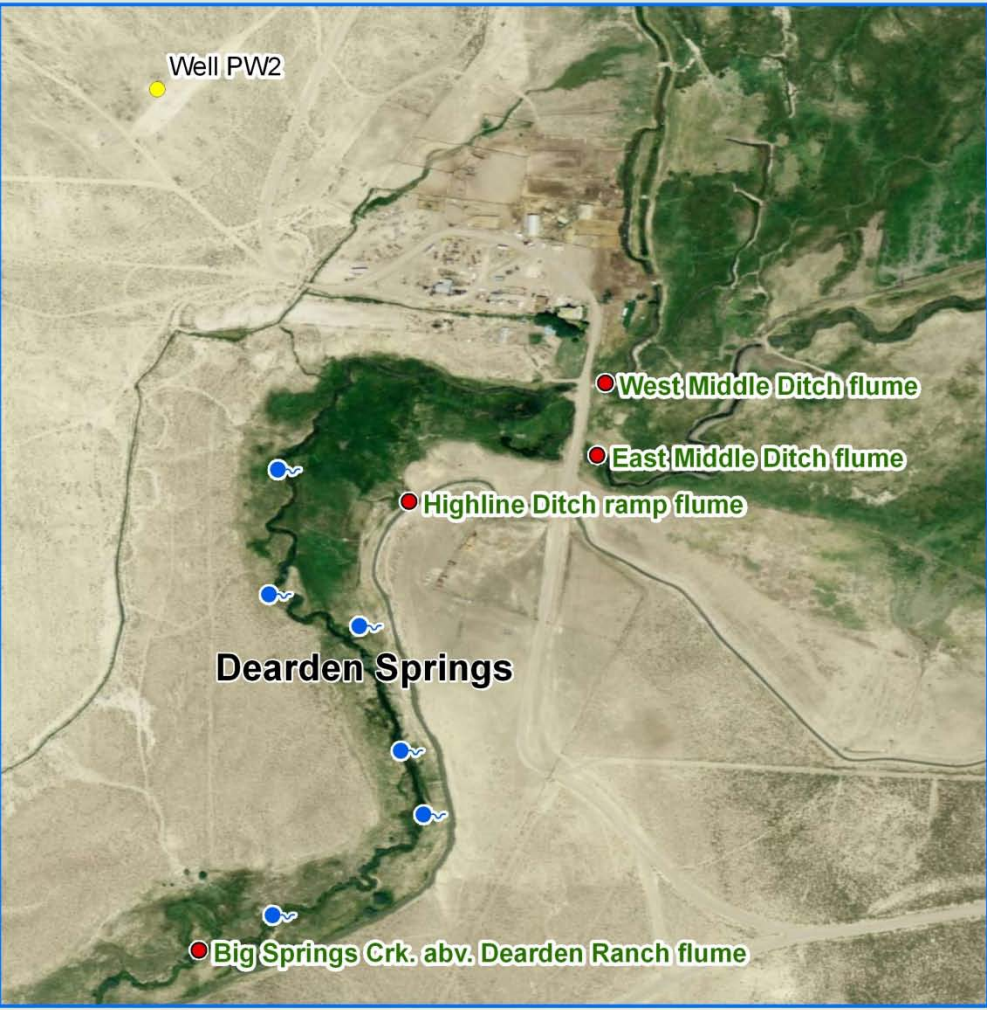 Well PW2
West Middle Ditch flume
East Middle Ditch flume
Highline Ditch ramp flume
Dearden Springs
Big Springs Crk. abv. Dearden Ranch flume